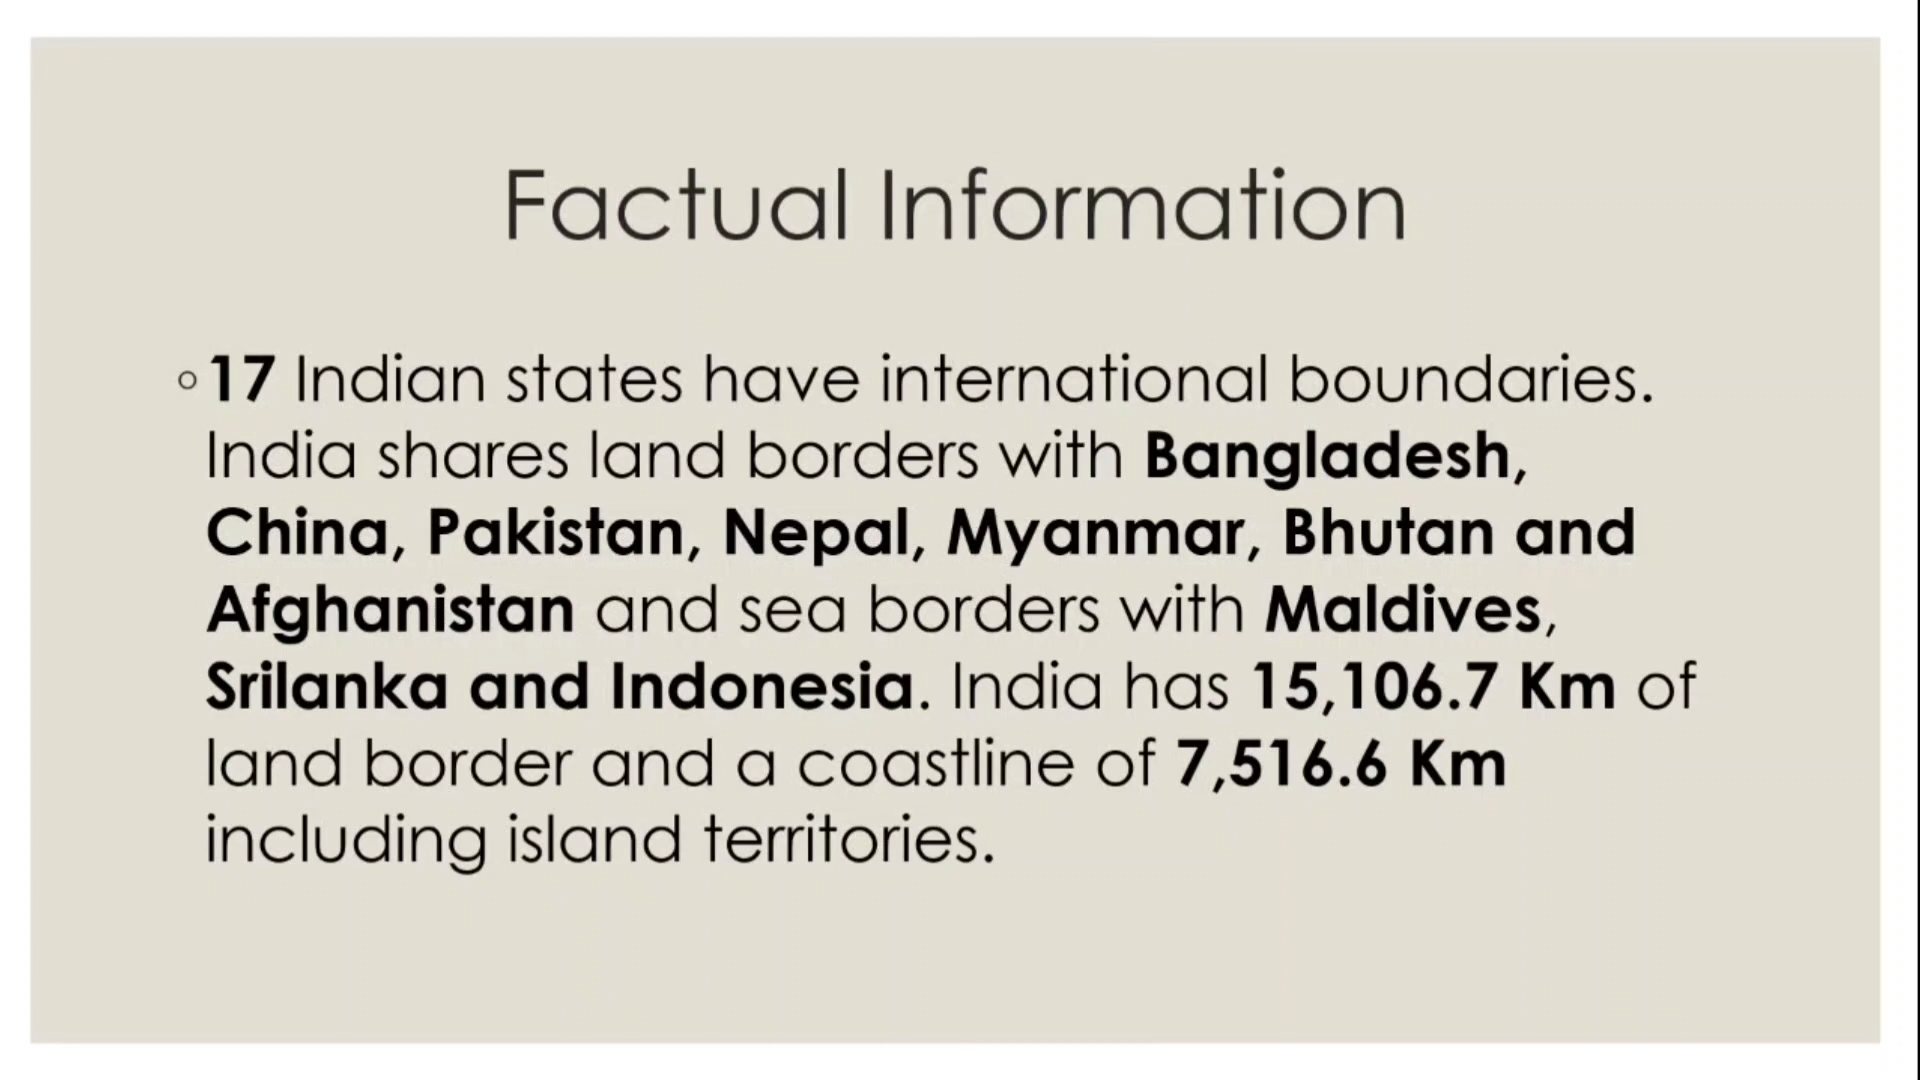 Factual Information
◦17 Indian states have international boundaries.
India shares land borders with Bangladesh,
China, Pakistan, Nepal, Myanmar, Bhutan and
Afghanistan and sea borders with Maldives,
Srilanka and Indonesia. India has 15,106.7 Km of
land border and a coastline of 7,516.6 Km
including island territories.